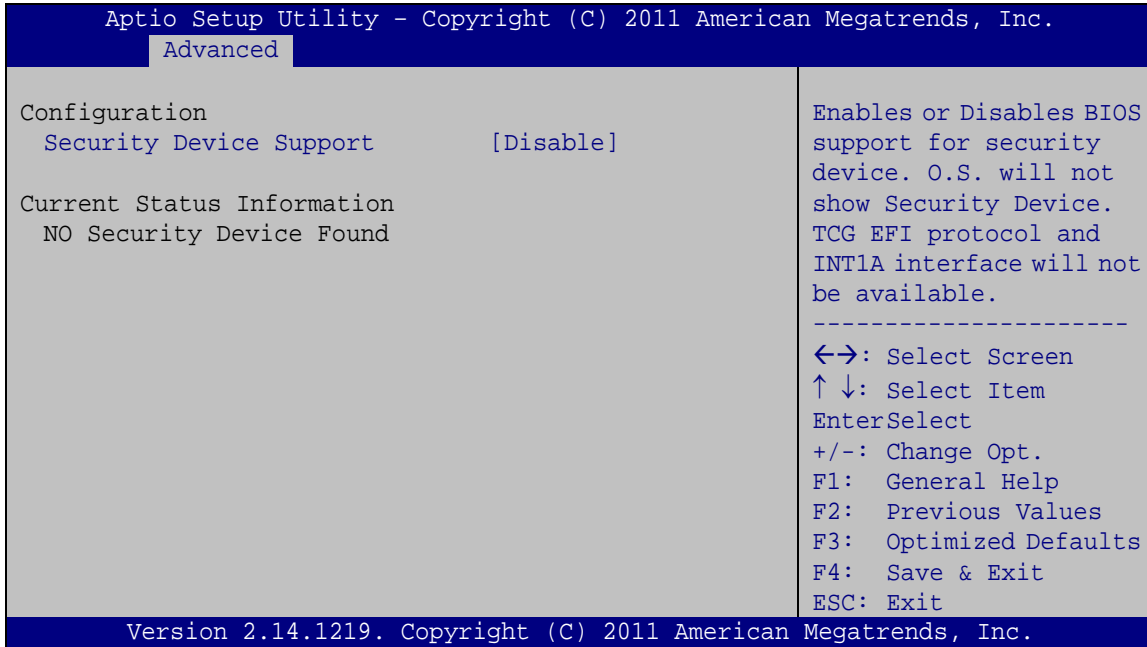 Aptio Setup Utility – Copyright (C) 2011 American Megatrends, Inc.
Advanced
Configuration
Security Device Support [Disable]
Current Status Information
NO Security Device Found
Enables or Disables BIOS
support for security
device. O.S. will not
show Security Device.
TCG EFI protocol and
INT1A interface will not
be available.
----------------------
←→: Select Screen
↑ ↓: Select Item
EnterSelect
+/-: Change Opt.
F1: General Help
F2: Previous Values
F3: Optimized Defaults
F4: Save & Exit
ESC: Exit
Version 2.14.1219. Copyright (C) 2011 American Megatrends, Inc.